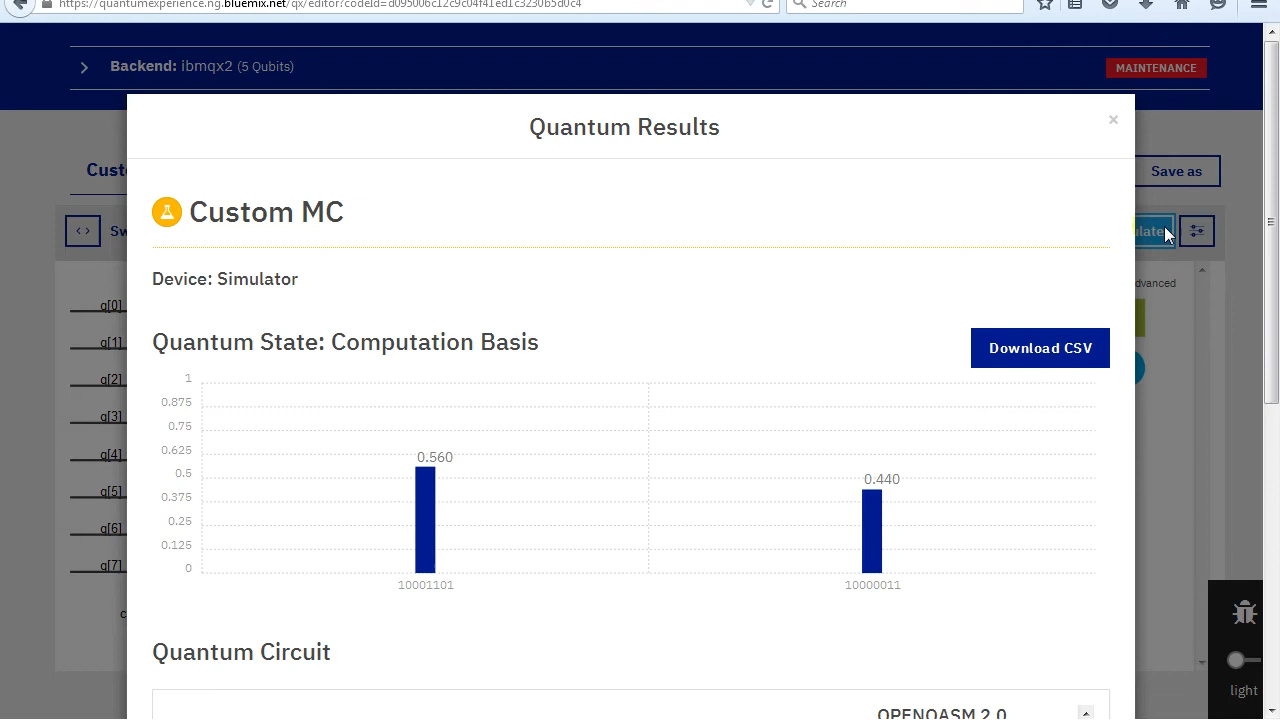 https://quantumexperience.ng.bluemix.net/qx/editor?codeId=d095006c12c9c04f41ed1c3230b5d0c4
Search
Backend: ibmqx2 (5 Qubits)
MAINTENANCE
Quantum Results
×
Save as
Custom MC
Device: Simulator
Quantum State: Computation Basis
Download CSV
1
0.875
0.75
0.625
0.5
0.375
0.25
0.125
0
0.560
0.440
10001101
10000011
Quantum Circuit
OPENQASM 2.0
q[0]
q[1]
q[2]
q[3]
q[4]
q[5]
q[6]
q[7]
c
light